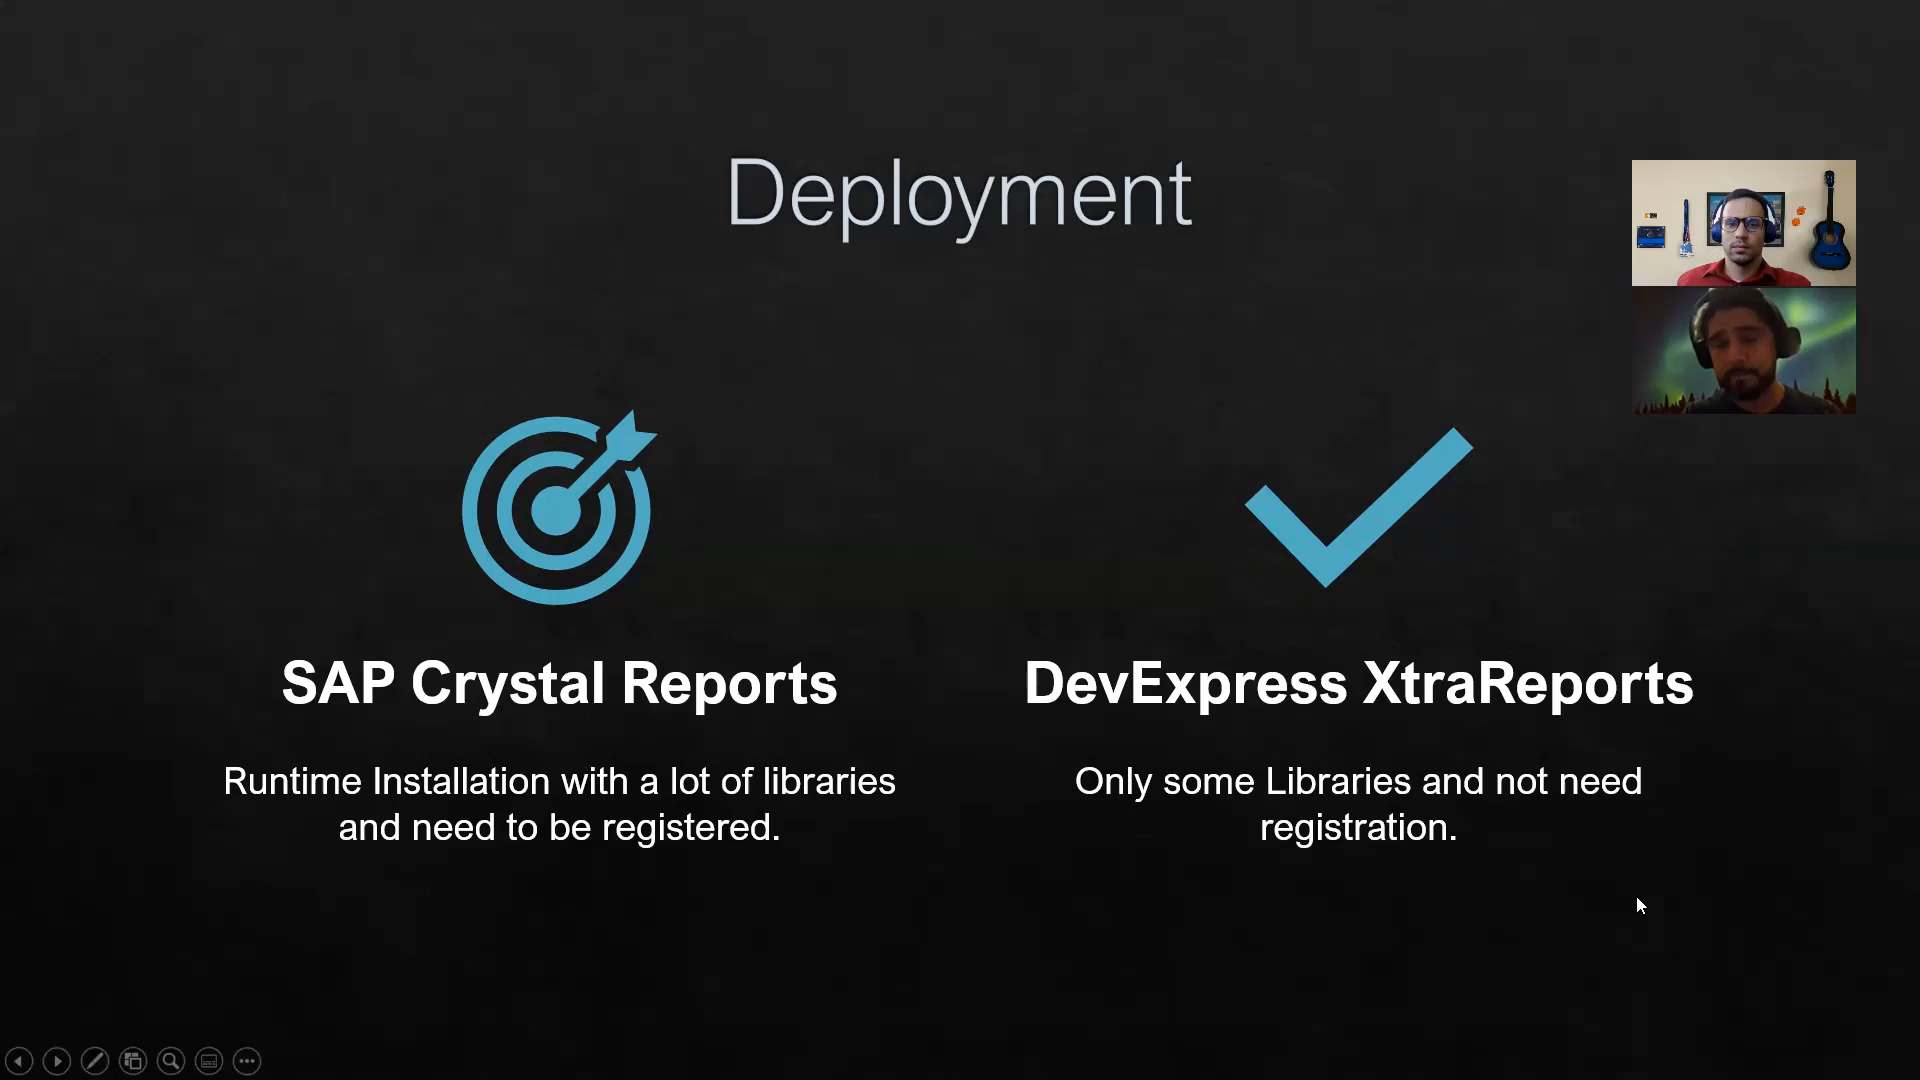 Deployment
SAP Crystal Reports
Runtime Installation with a lot of libraries
and need to be registered.
DevExpress XtraReports
Only some Libraries and not need
registration.